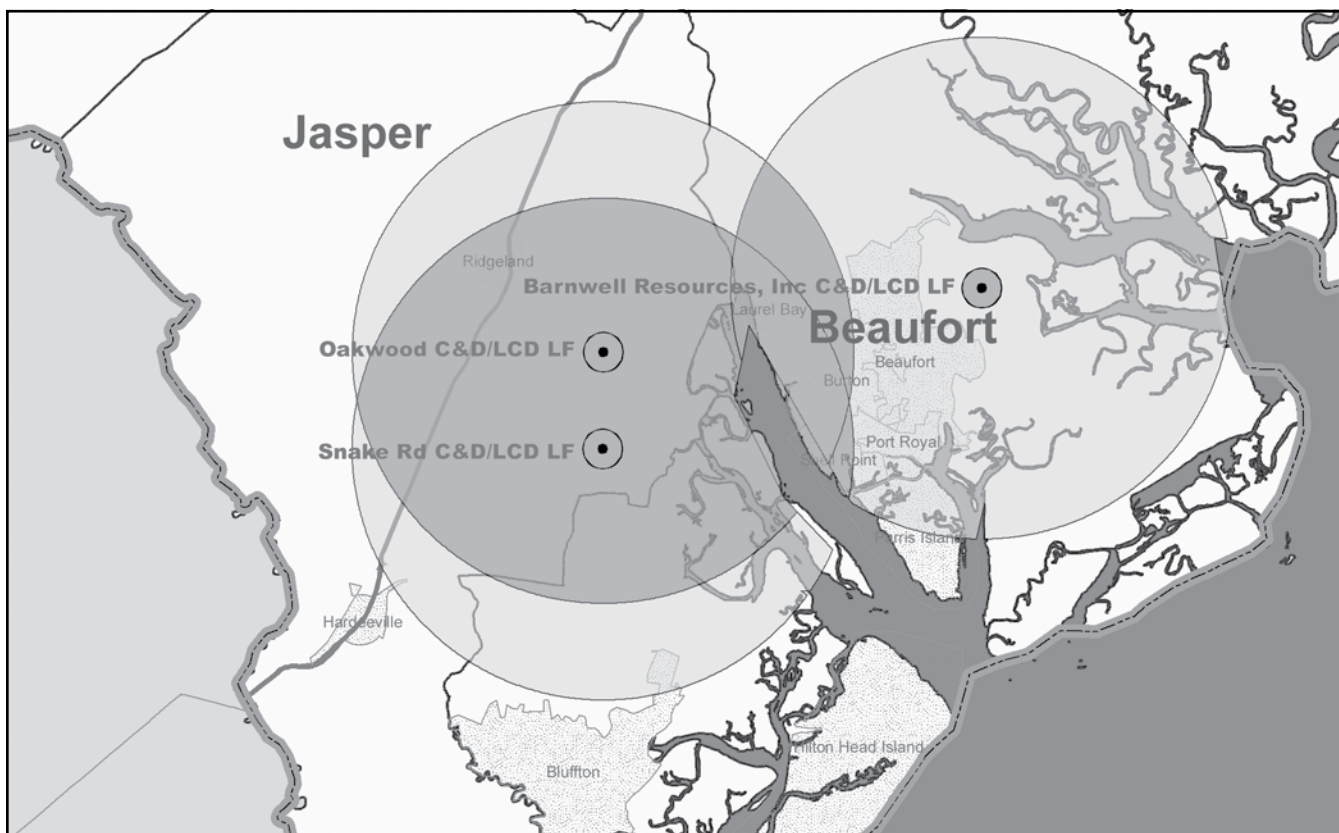 Jasper
Ridgeland
Barnwell Resources, Inc C&D/LCD LF
Laurel Bay
Beaufort
Oakwood C&D/LCD LF
Beaufort
Burton
Port Royal
Snake Rd C&D/LCD LF
Shell Point
Parris Island
Hardeeville
Hilton Head Island
Bluffton